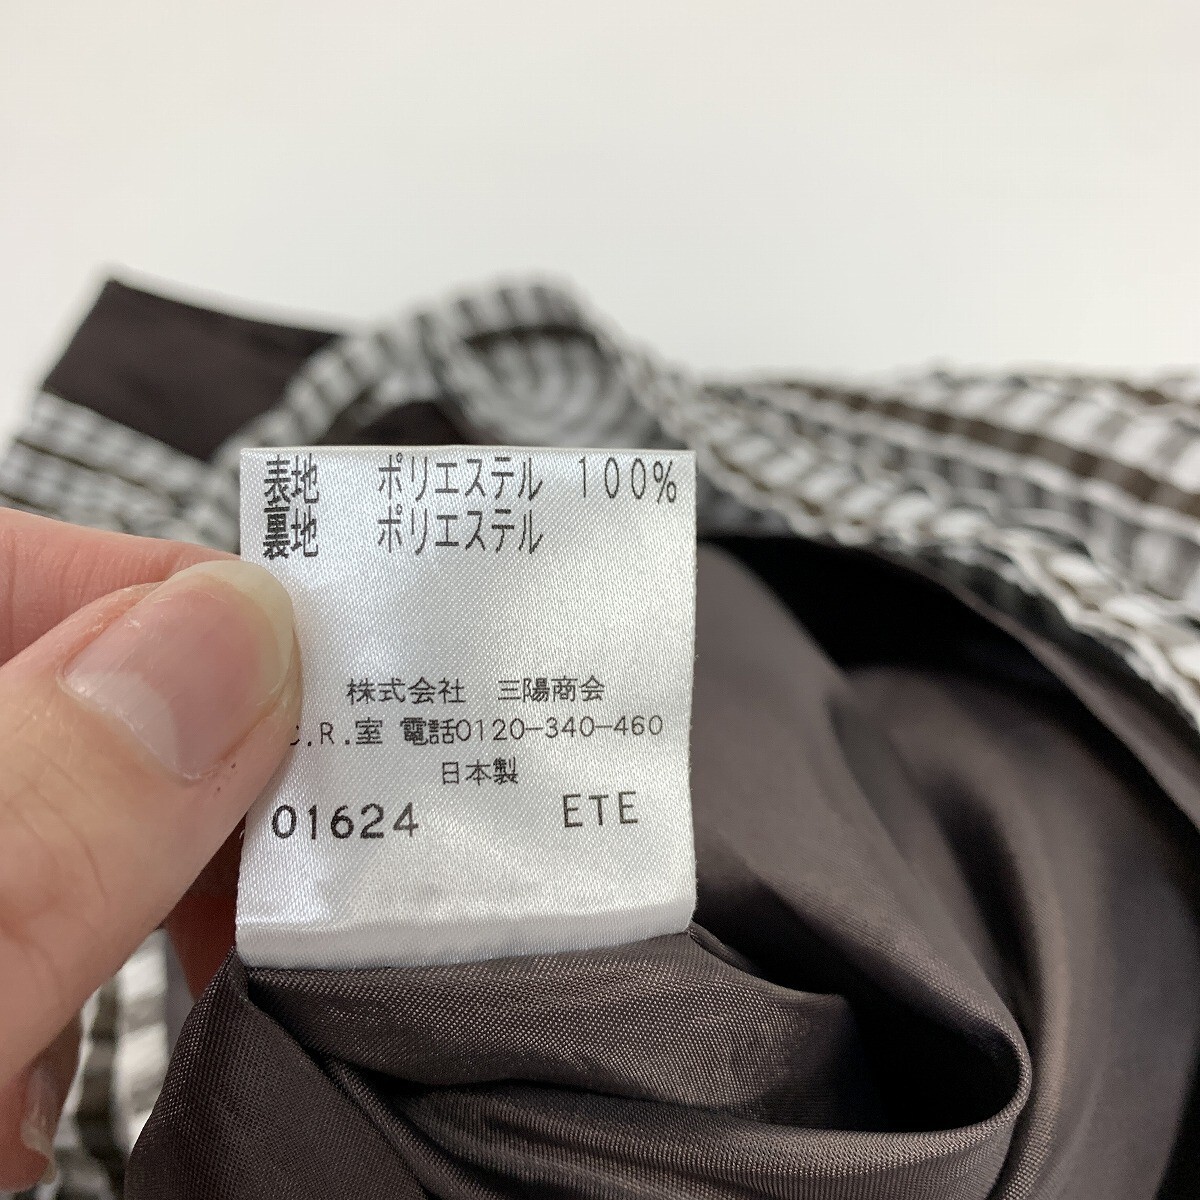 表地 ポリエステル 100%
裏地 ポリエステル
株式会社 三陽商会
C.R.室 電話0120-340-460
日本製
01624 ETE